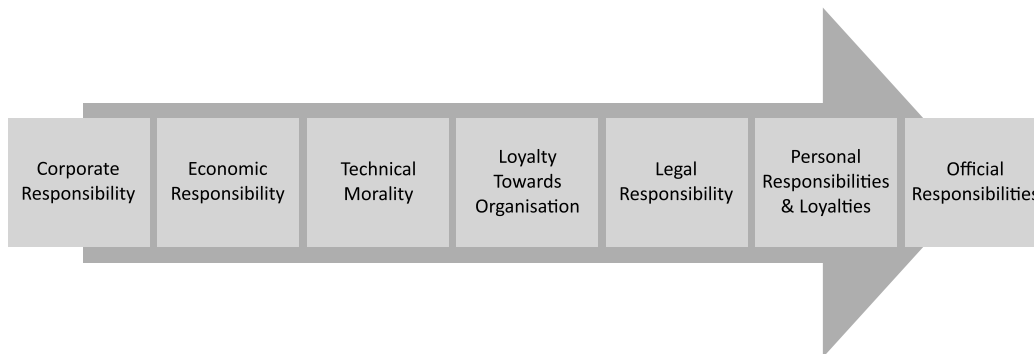 Corporate
Responsibility
Economic
Responsibility
Technical
Morality
Loyalty
Towards
Organisation
Legal
Responsibility
Personal
Responsibilities
& Loyalties
Official
Responsibilities